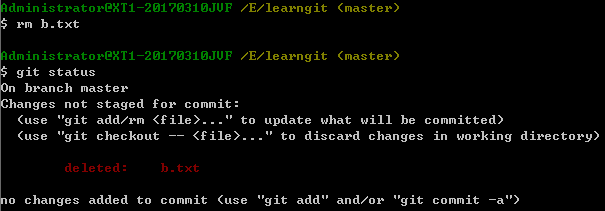 Administrator@XT1-20170310JVF /E/learngit (master)
$ rm b.txt
Administrator@XT1-20170310JVF /E/learngit (master)
$ git status
On branch master
Changes not staged for commit:
  (use "git add/rm <file>..." to update what will be committed)
  (use "git checkout -- <file>..." to discard changes in working directory)
        deleted:    b.txt
no changes added to commit (use "git add" and/or "git commit -a")